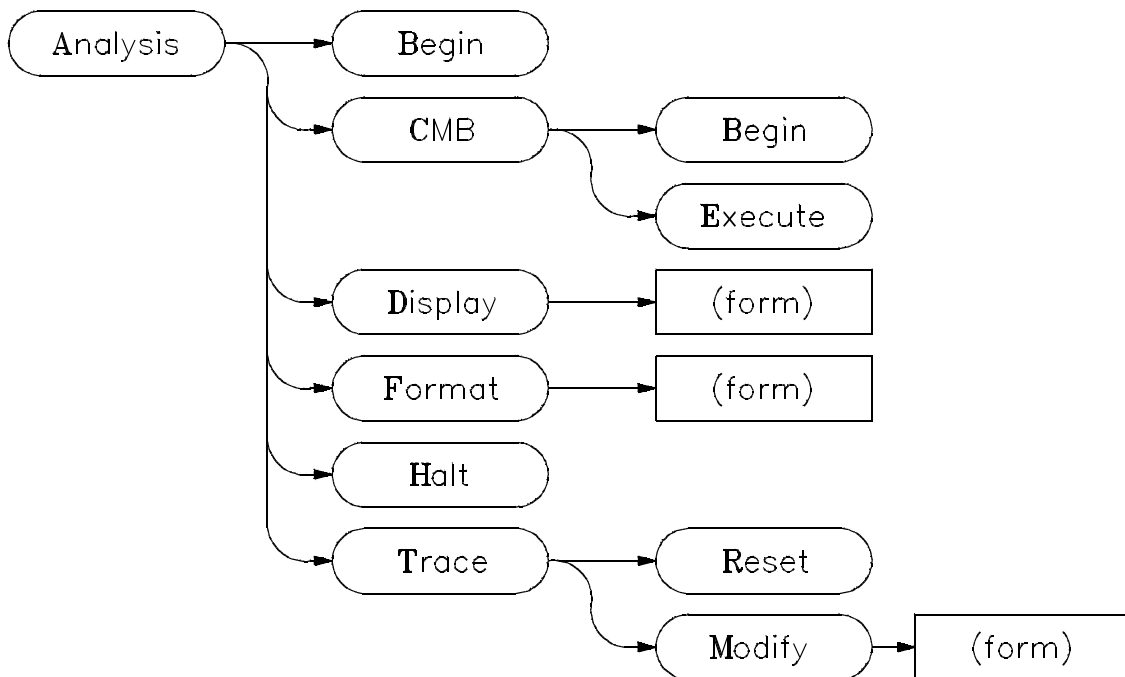 Analysis
Begin
CMB
Begin
Execute
Display
(form)
Format
(form)
Halt
Trace
Reset
Modify
(form)